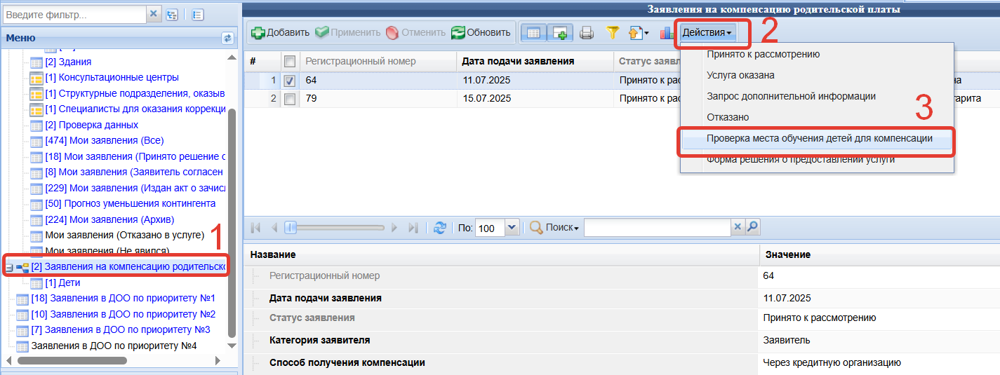 Введите фильтр...
Меню
[2] Здания
[1] Консультационные центры
[1] Структурные подразделения, оказыв
[1] Специалисты для оказания коррекци
[2] Проверка данных
[474] Мои заявления (Все)
[18] Мои заявления (Принято решение о
[8] Мои заявления (Заявитель согласен
[229] Мои заявления (Издан акт о зачисл
[50] Прогноз уменьшения контингента
[224] Мои заявления (Архив)
Мои заявления (Отказано в услуге)
1
Мои заявления (Не явился)
[2] Заявления на компенсацию родительско
[1] Дети
[18] Заявления в ДОО по приоритету №1
[10] Заявления в ДОО по приоритету №2
[7] Заявления в ДОО по приоритету №3
Заявления в ДОО по приоритету №4
Заявления на компенсацию родительской платы
Добавить Применить Отменить Обновить Действия 2
# Регистрационный номер Дата подачи заявления Статус заявл
1 64 11.07.2025 Принято к рас на
2 79 15.07.2025 Принято к рас гарита
Принято к рассмотрению
Услуга оказана
Запрос дополнительной информации
3
Отказано
Проверка места обучения детей для компенсации
Форма решения о предоставлении услуги
По: 100 Поиск
Название Значение
Регистрационный номер 64
Дата подачи заявления 11.07.2025
Статус заявления Принято к рассмотрению
Категория заявителя Заявитель
Способ получения компенсации Через кредитную организацию